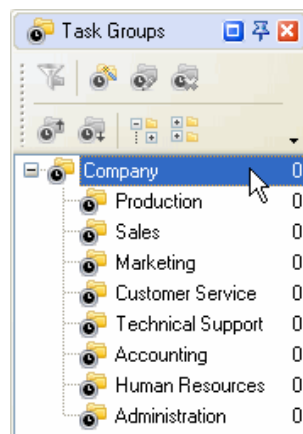 Task Groups
Company 0
Production 0
Sales 0
Marketing 0
Customer Service 0
Technical Support 0
Accounting 0
Human Resources 0
Administration 0